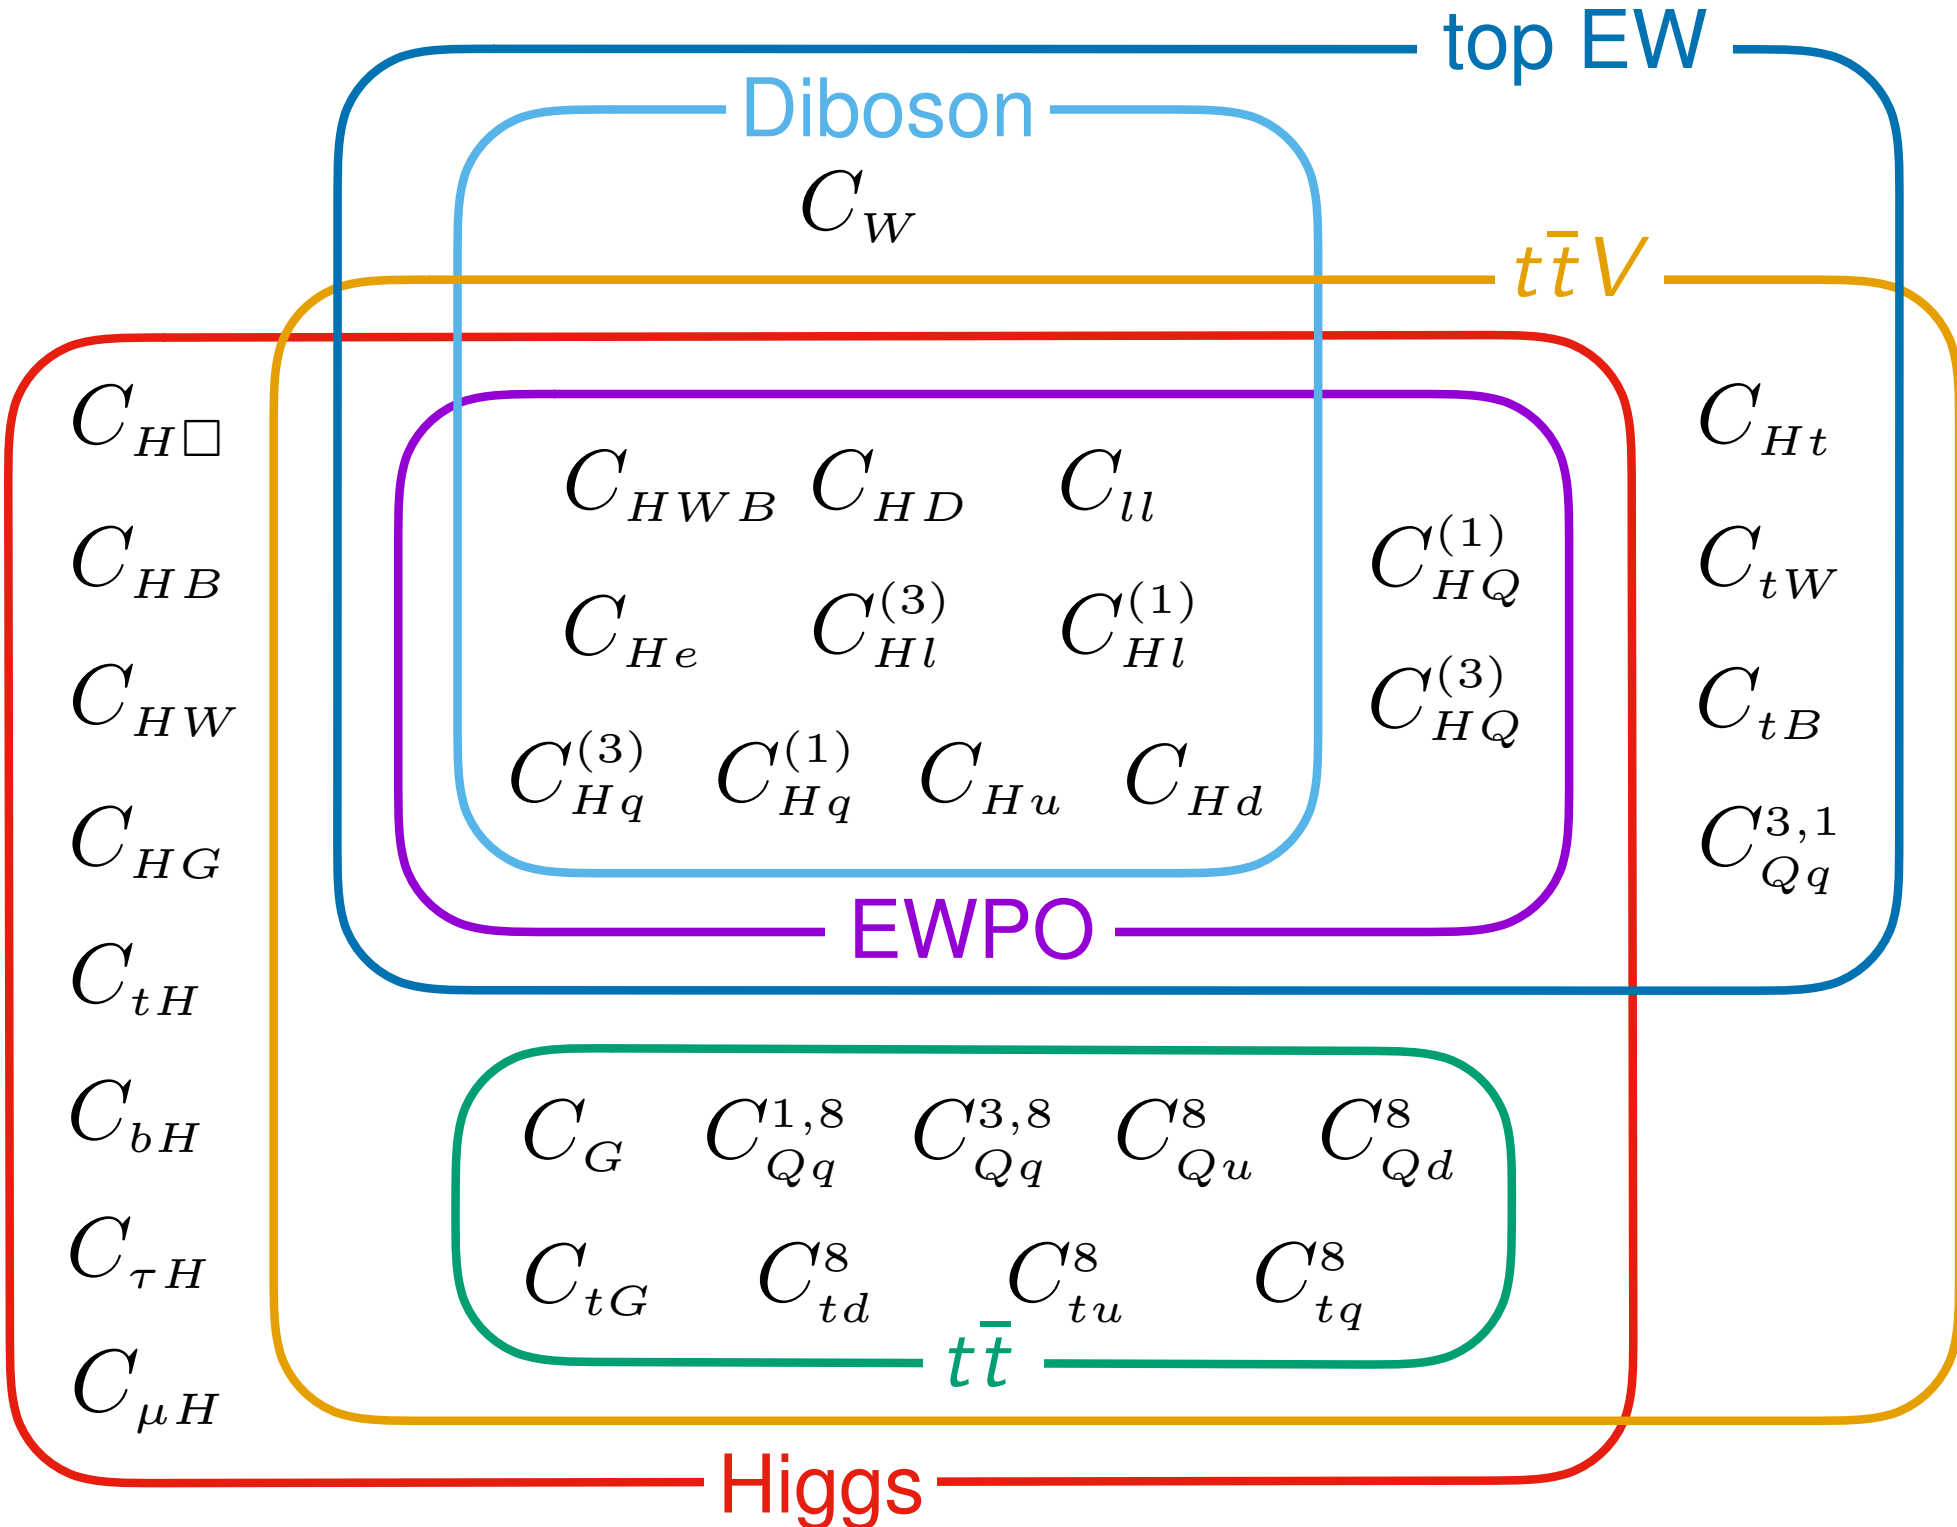 top EW
Diboson
C_W
tt̄V
C_{H□}
C_{Ht}
C_{HWB} C_{HD} C_{ll}
C_{HB}
C_{HQ}^{(1)}
C_{tW}
C_{He} C_{Hl}^{(3)} C_{Hl}^{(1)}
C_{HW}
C_{HQ}^{(3)}
C_{tB}
C_{Hq}^{(3)} C_{Hq}^{(1)} C_{Hu} C_{Hd}
C_{HG}
C_{Qq}^{3,1}
EWPO
C_{tH}
C_{bH}
C_G C_{Qq}^{1,8} C_{Qq}^{3,8} C_{Qu}^{8} C_{Qd}^{8}
C_{τH}
C_{tG} C_{td}^{8} C_{tu}^{8} C_{tq}^{8}
tt̄
C_{μH}
Higgs